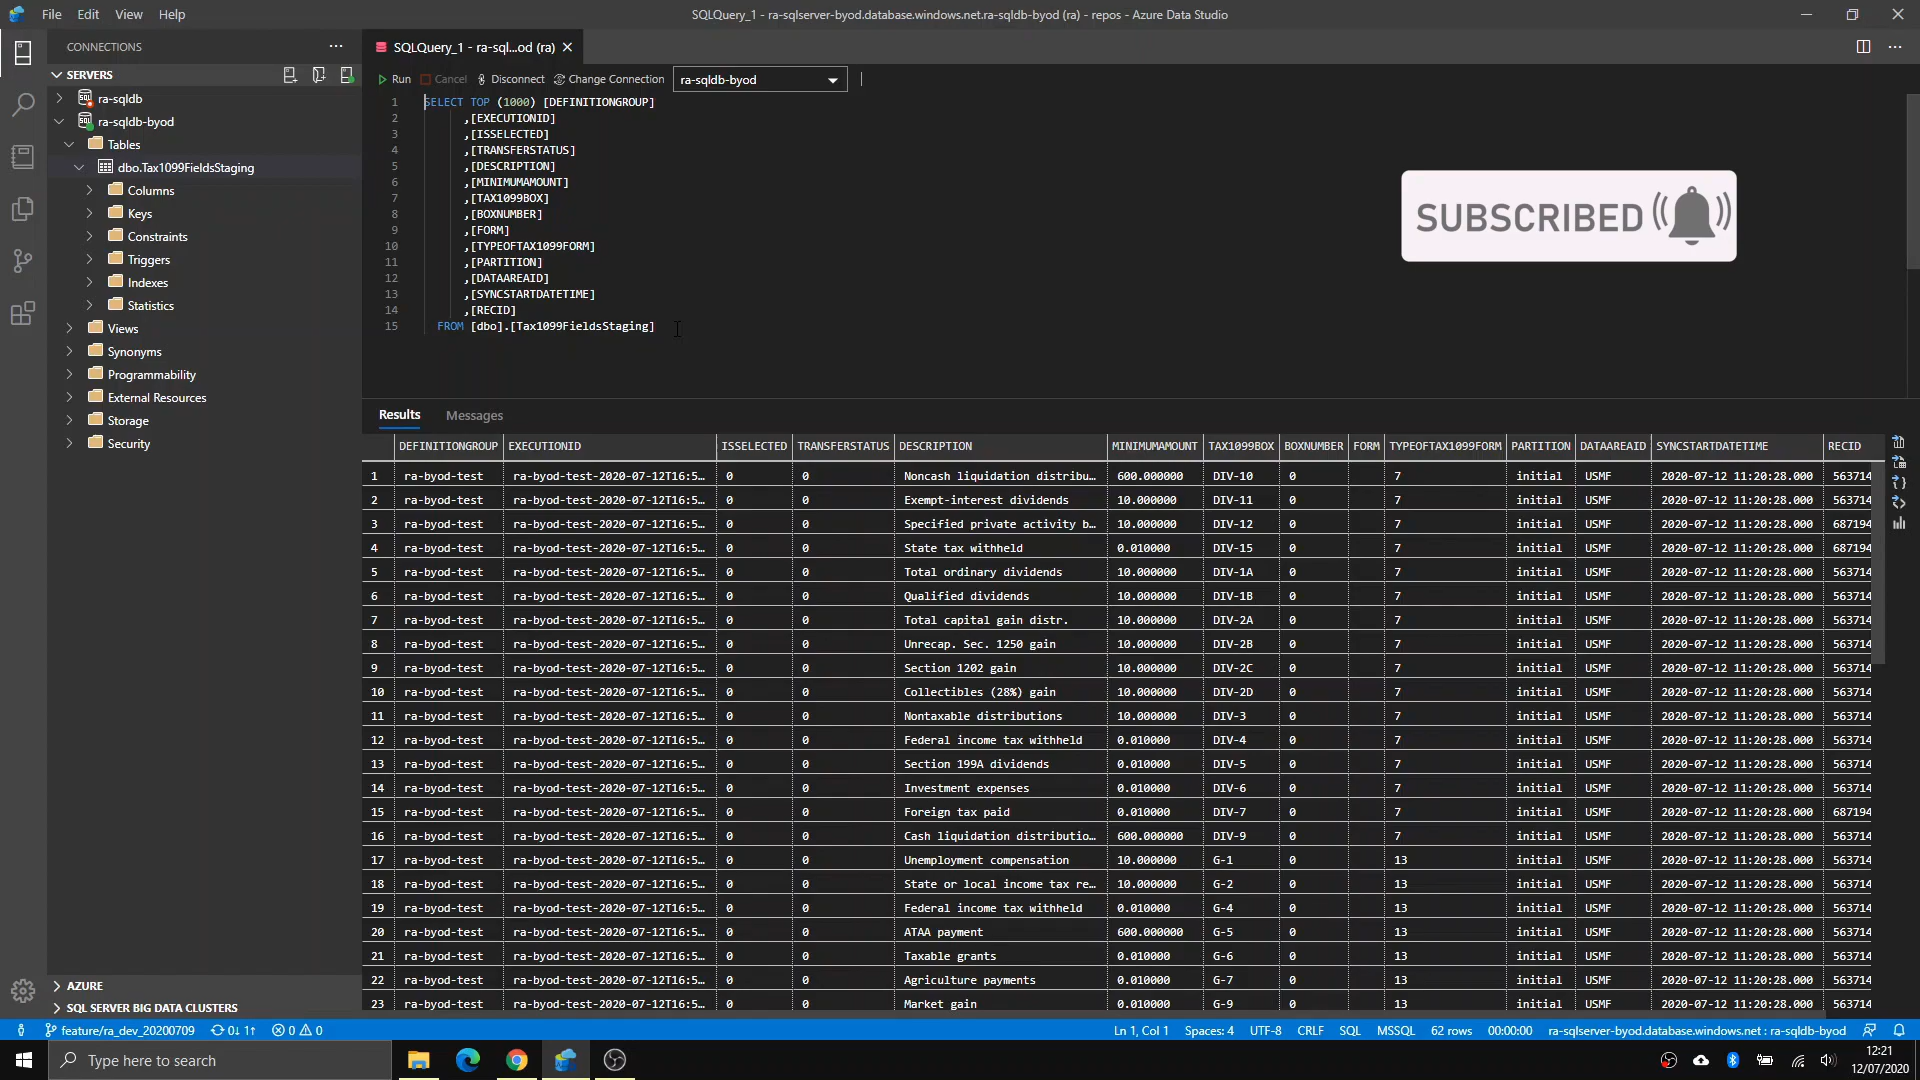 File Edit View Help
SQLQuery_1 - ra-sqlserver-byod.database.windows.net.ra-sqldb-byod (ra) - repos - Azure Data Studio
CONNECTIONS
SERVERS
ra-sqldb
ra-sqldb-byod
Tables
dbo.Tax1099FieldsStaging
Columns
Keys
Constraints
Triggers
Indexes
Statistics
Views
Synonyms
Programmability
External Resources
Storage
Security
AZURE
SQL SERVER BIG DATA CLUSTERS
SQLQuery_1 - ra-sql...od (ra)
Run Cancel Disconnect Change Connection ra-sqldb-byod
1 SELECT TOP (1000) [DEFINITIONGROUP]
2 ,[EXECUTIONID]
3 ,[ISSELECTED]
4 ,[TRANSFERSTATUS]
5 ,[DESCRIPTION]
6 ,[MINIMUMAMOUNT]
7 ,[TAX1099BOX]
8 ,[BOXNUMBER]
9 ,[FORM]
10 ,[TYPEOFTAX1099FORM]
11 ,[PARTITION]
12 ,[DATAAREAID]
13 ,[SYNCSTARTDATETIME]
14 ,[RECID]
15 FROM [dbo].[Tax1099FieldsStaging]
SUBSCRIBED
Results Messages
DEFINITIONGROUP EXECUTIONID ISSELECTED TRANSFERSTATUS DESCRIPTION MINIMUMAMOUNT TAX1099BOX BOXNUMBER FORM TYPEOFTAX1099FORM PARTITION DATAAREAID SYNCSTARTDATETIME RECID
1 ra-byod-test ra-byod-test-2020-07-12T16:5… 0 0 Noncash liquidation distribu… 600.000000 DIV-10 0 7 initial USMF 2020-07-12 11:20:28.000 563714
2 ra-byod-test ra-byod-test-2020-07-12T16:5… 0 0 Exempt-interest dividends 10.000000 DIV-11 0 7 initial USMF 2020-07-12 11:20:28.000 563714
3 ra-byod-test ra-byod-test-2020-07-12T16:5… 0 0 Specified private activity b… 10.000000 DIV-12 0 7 initial USMF 2020-07-12 11:20:28.000 687194
4 ra-byod-test ra-byod-test-2020-07-12T16:5… 0 0 State tax withheld 0.010000 DIV-15 0 7 initial USMF 2020-07-12 11:20:28.000 687194
5 ra-byod-test ra-byod-test-2020-07-12T16:5… 0 0 Total ordinary dividends 10.000000 DIV-1A 0 7 initial USMF 2020-07-12 11:20:28.000 563714
6 ra-byod-test ra-byod-test-2020-07-12T16:5… 0 0 Qualified dividends 10.000000 DIV-1B 0 7 initial USMF 2020-07-12 11:20:28.000 563714
7 ra-byod-test ra-byod-test-2020-07-12T16:5… 0 0 Total capital gain distr. 10.000000 DIV-2A 0 7 initial USMF 2020-07-12 11:20:28.000 563714
8 ra-byod-test ra-byod-test-2020-07-12T16:5… 0 0 Unrecap. Sec. 1250 gain 10.000000 DIV-2B 0 7 initial USMF 2020-07-12 11:20:28.000 563714
9 ra-byod-test ra-byod-test-2020-07-12T16:5… 0 0 Section 1202 gain 10.000000 DIV-2C 0 7 initial USMF 2020-07-12 11:20:28.000 563714
10 ra-byod-test ra-byod-test-2020-07-12T16:5… 0 0 Collectibles (28%) gain 10.000000 DIV-2D 0 7 initial USMF 2020-07-12 11:20:28.000 563714
11 ra-byod-test ra-byod-test-2020-07-12T16:5… 0 0 Nontaxable distributions 10.000000 DIV-3 0 7 initial USMF 2020-07-12 11:20:28.000 563714
12 ra-byod-test ra-byod-test-2020-07-12T16:5… 0 0 Federal income tax withheld 0.010000 DIV-4 0 7 initial USMF 2020-07-12 11:20:28.000 563714
13 ra-byod-test ra-byod-test-2020-07-12T16:5… 0 0 Section 199A dividends 10.000000 DIV-5 0 7 initial USMF 2020-07-12 11:20:28.000 563714
14 ra-byod-test ra-byod-test-2020-07-12T16:5… 0 0 Investment expenses 0.010000 DIV-6 0 7 initial USMF 2020-07-12 11:20:28.000 563714
15 ra-byod-test ra-byod-test-2020-07-12T16:5… 0 0 Foreign tax paid 0.010000 DIV-7 0 7 initial USMF 2020-07-12 11:20:28.000 687194
16 ra-byod-test ra-byod-test-2020-07-12T16:5… 0 0 Cash liquidation distributio… 600.000000 DIV-9 0 7 initial USMF 2020-07-12 11:20:28.000 563714
17 ra-byod-test ra-byod-test-2020-07-12T16:5… 0 0 Unemployment compensation 10.000000 G-1 0 13 initial USMF 2020-07-12 11:20:28.000 563714
18 ra-byod-test ra-byod-test-2020-07-12T16:5… 0 0 State or local income tax re… 10.000000 G-2 0 13 initial USMF 2020-07-12 11:20:28.000 563714
19 ra-byod-test ra-byod-test-2020-07-12T16:5… 0 0 Federal income tax withheld 0.010000 G-4 0 13 initial USMF 2020-07-12 11:20:28.000 563714
20 ra-byod-test ra-byod-test-2020-07-12T16:5… 0 0 ATAA payment 600.000000 G-5 0 13 initial USMF 2020-07-12 11:20:28.000 563714
21 ra-byod-test ra-byod-test-2020-07-12T16:5… 0 0 Taxable grants 0.010000 G-6 0 13 initial USMF 2020-07-12 11:20:28.000 563714
22 ra-byod-test ra-byod-test-2020-07-12T16:5… 0 0 Agriculture payments 0.010000 G-7 0 13 initial USMF 2020-07-12 11:20:28.000 563714
23 ra-byod-test ra-byod-test-2020-07-12T16:5… 0 0 Market gain 0.010000 G-9 0 13 initial USMF 2020-07-12 11:20:28.000 563714
feature/ra_dev_20200709 0↓ 1↑ 0 0 Ln 1, Col 1 Spaces: 4 UTF-8 CRLF SQL MSSQL 62 rows 00:00:00 ra-sqlserver-byod.database.windows.net : ra-sqldb-byod
Type here to search
12:21
12/07/2020